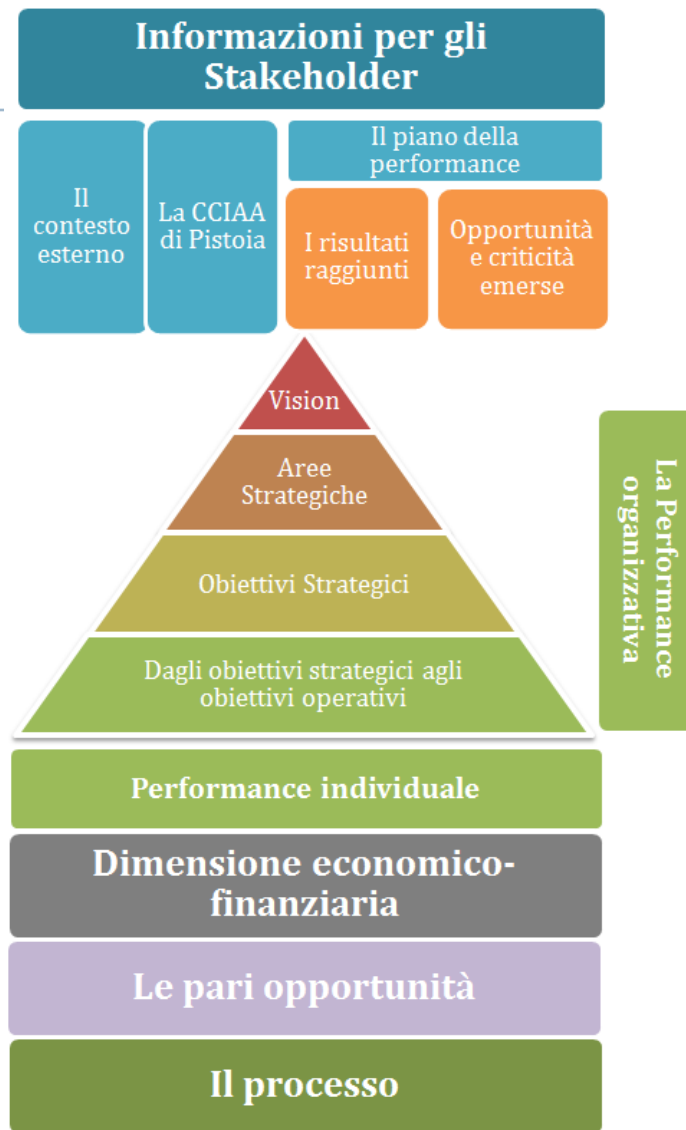 Informazioni per gli
Stakeholder
Il
contesto
esterno
La CCIAA
di Pistoia
Il piano della
performance
I risultati
raggiunti
Opportunità
e criticità
emerse
Vision
Aree
Strategiche
Obiettivi Strategici
Dagli obiettivi strategici agli
obiettivi operativi
La Performance
organizzativa
Performance individuale
Dimensione economico-
finanziaria
Le pari opportunità
Il processo